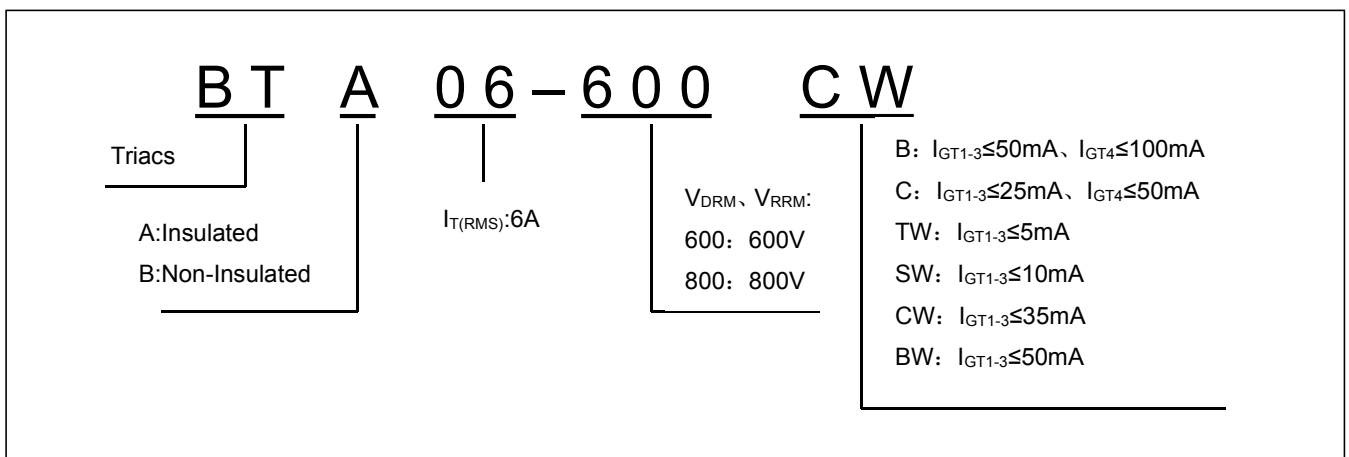 BT A 06-600 CW
Triacs
A:Insulated
B:Non-Insulated
IT(RMS):6A
VDRM、VRRM:
600：600V
800：800V
B：IGT1-3≤50mA、IGT4≤100mA
C：IGT1-3≤25mA、IGT4≤50mA
TW：IGT1-3≤5mA
SW：IGT1-3≤10mA
CW：IGT1-3≤35mA
BW：IGT1-3≤50mA